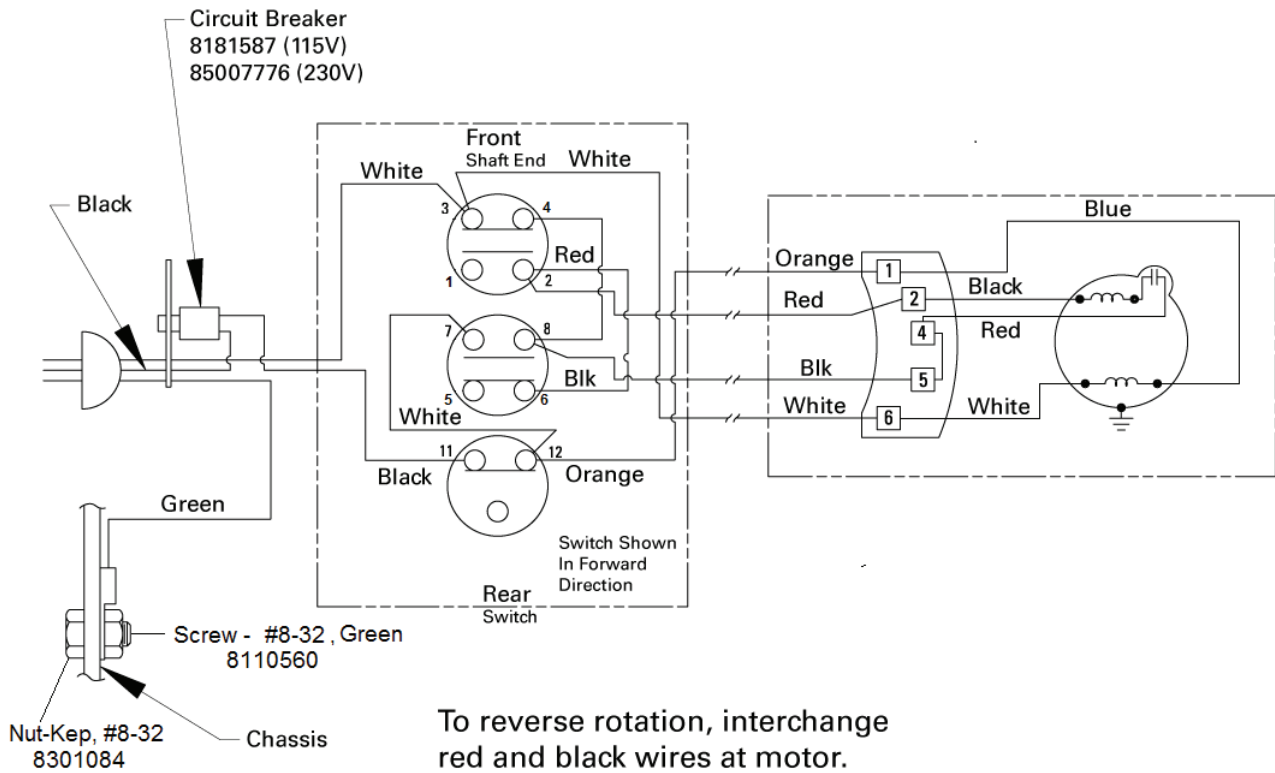 Circuit Breaker
8181587 (115V)
85007776 (230V)
Black
Front
Shaft End
White
White
3
4
Red
1
2
7
8
Blk
5
6
White
11
12
Black
Orange
Switch Shown
In Forward
Direction
Rear
Switch
Blue
Orange
1
Red
2
Black
4
Red
Blk
5
White
6
White
Green
Screw - #8-32 , Green
8110560
Nut-Kep, #8-32
8301084
Chassis
To reverse rotation, interchange
red and black wires at motor.